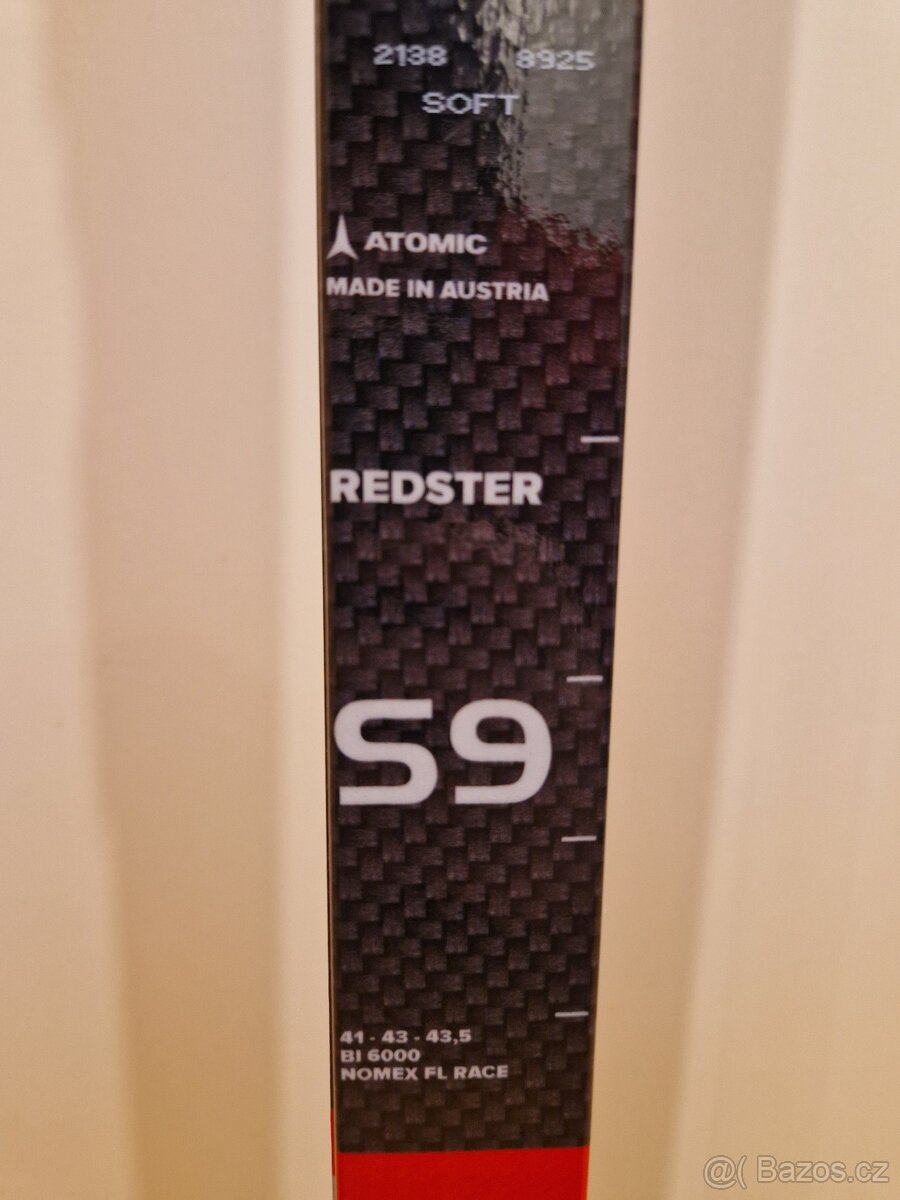 2138 8925
SOFT
ATOMIC
MADE IN AUSTRIA
REDSTER
S9
41 - 43 - 43,5
BI 6000
NOMEX FL RACE
@( Bazos.cz